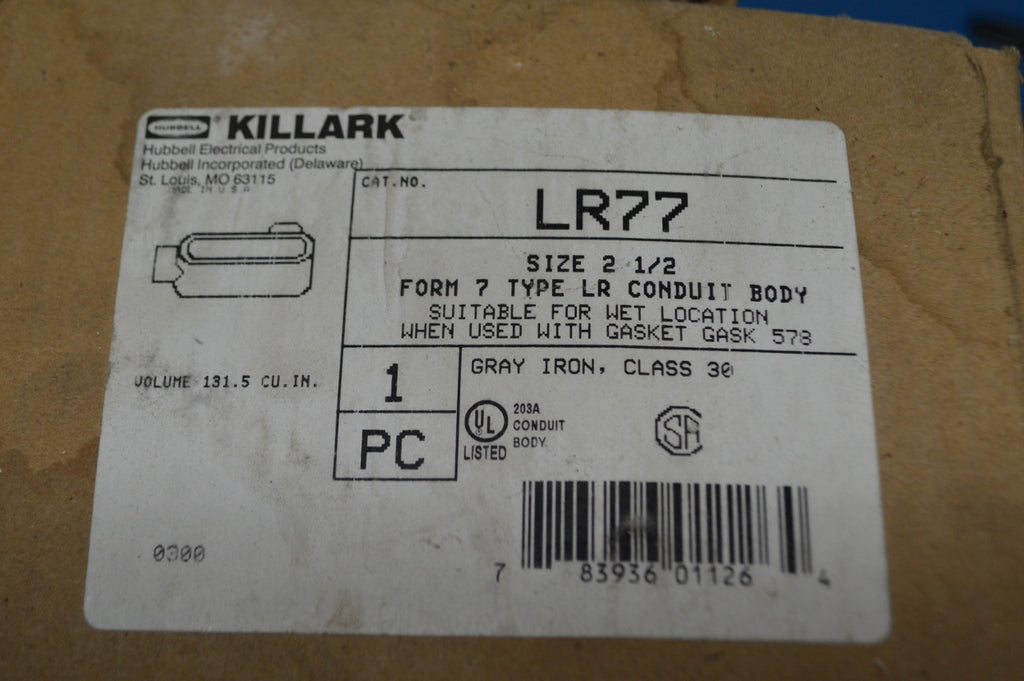 HUBBELL® KILLARK
Hubbell Electrical Products
Hubbell Incorporated (Delaware)
St. Louis, MO 63115
MADE IN U S A
CAT.NO.
LR77
SIZE 2 1/2
FORM 7 TYPE LR CONDUIT BODY
SUITABLE FOR WET LOCATION
WHEN USED WITH GASKET GASK 578
VOLUME 131.5 CU.IN.
1
PC
GRAY IRON, CLASS 30
UL
LISTED
203A
CONDUIT
BODY.
SA
0300
7 83936 01126 4